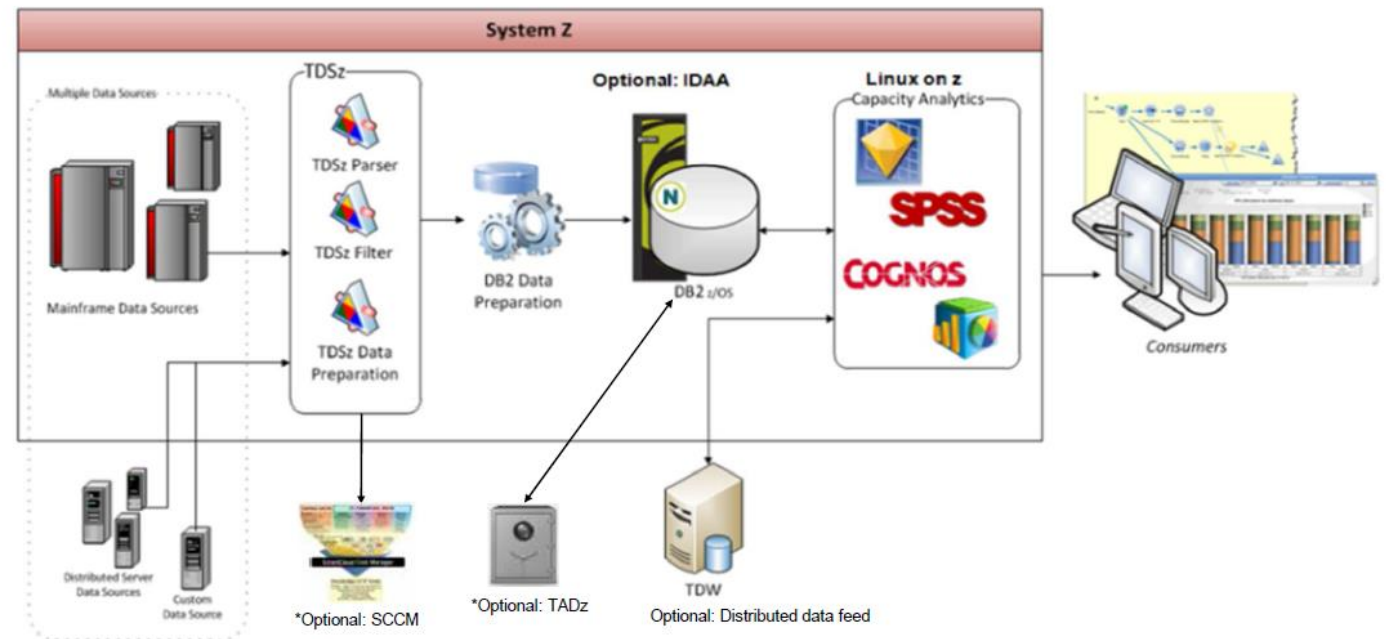 System Z
Multiple Data Sources
TDSz
Optional: IDAA
Linux on z
Capacity Analytics
TDSz Parser
N
SPSS
TDSz Filter
COGNOS
DB2 Data
Preparation
DB2 z/OS
Mainframe Data Sources
TDSz Data
Preparation
Consumers
Distributed Server
Data Sources
Custom
Data Source
*Optional: SCCM
*Optional: TADz
TDW
Optional: Distributed data feed